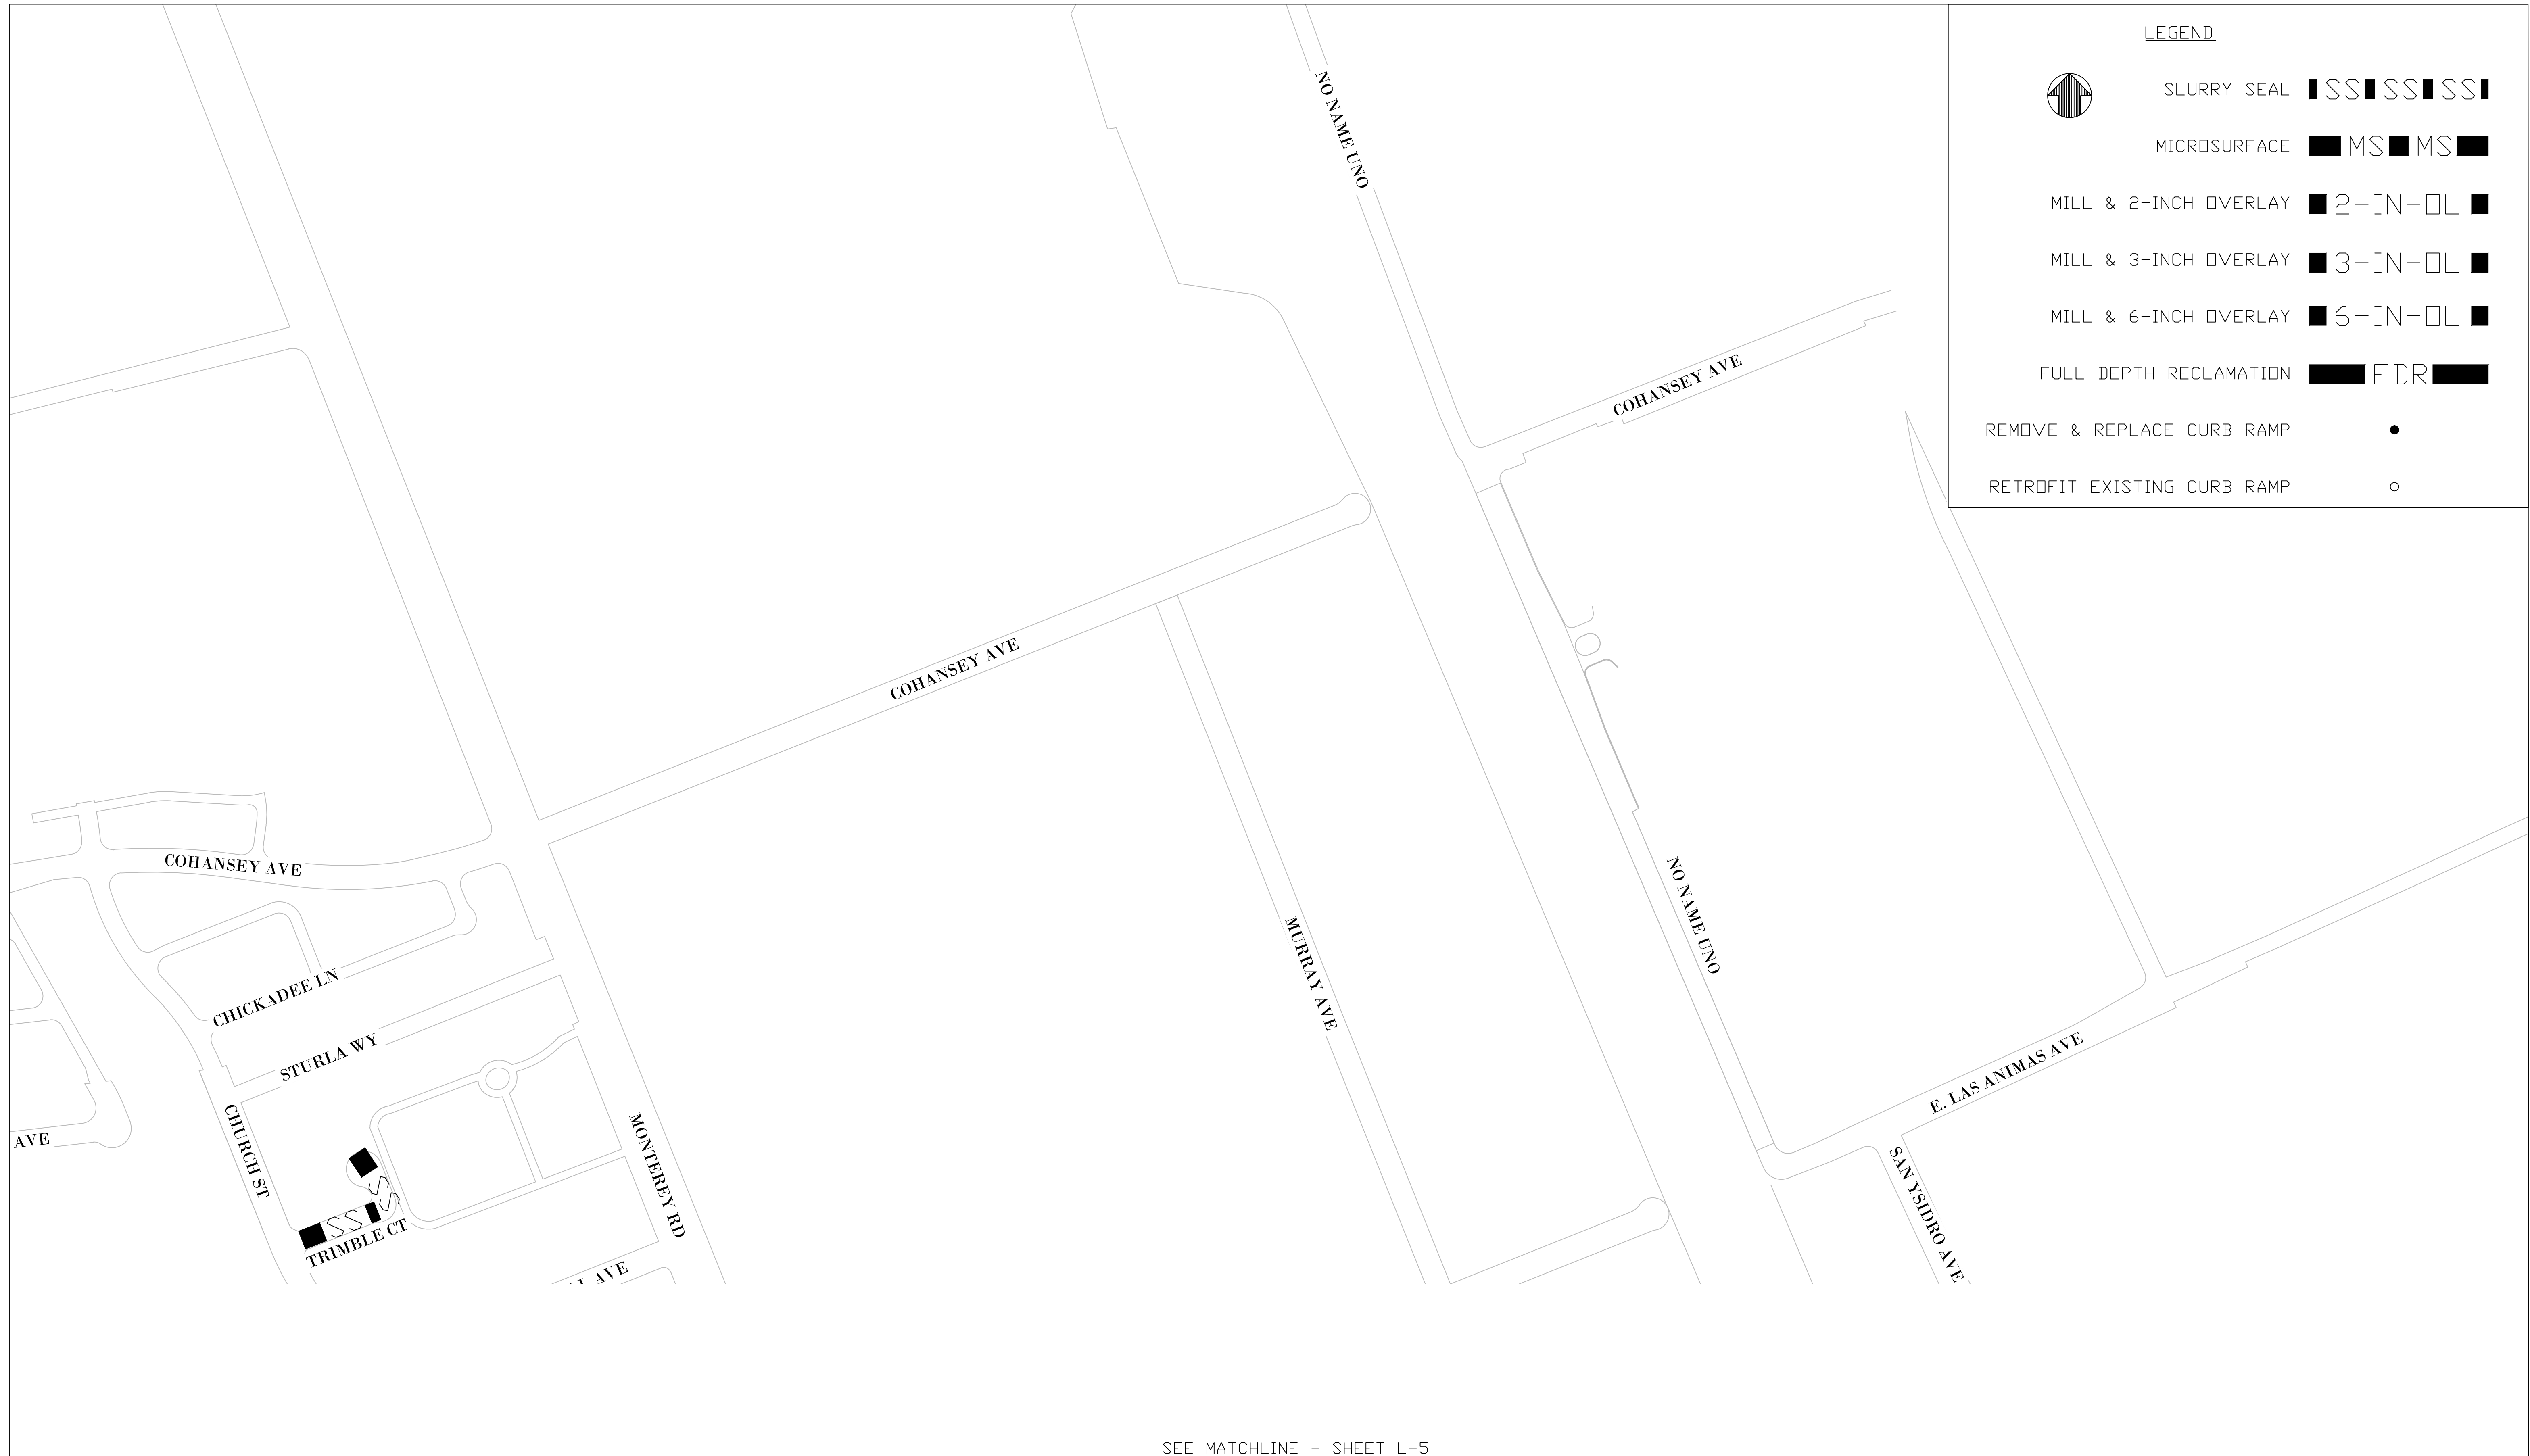 LEGEND
SLURRY SEAL SS SS SS
MICROSURFACE MS MS
MILL & 2-INCH OVERLAY 2-IN-OL
MILL & 3-INCH OVERLAY 3-IN-OL
MILL & 6-INCH OVERLAY 6-IN-OL
FULL DEPTH RECLAMATION FDR
REMOVE & REPLACE CURB RAMP
RETROFIT EXISTING CURB RAMP
NO NAME UNO
COHANSEY AVE
COHANSEY AVE
COHANSEY AVE
CHICKADEE LN
STURLA WY
CHURCH ST
AVE
SS
SS
TRIMBLE CT
MONTEREY RD
AVE
MURRAY AVE
NO NAME UNO
E. LAS ANIMAS AVE
SAN YSIDRO AVE
SEE MATCHLINE - SHEET L-5